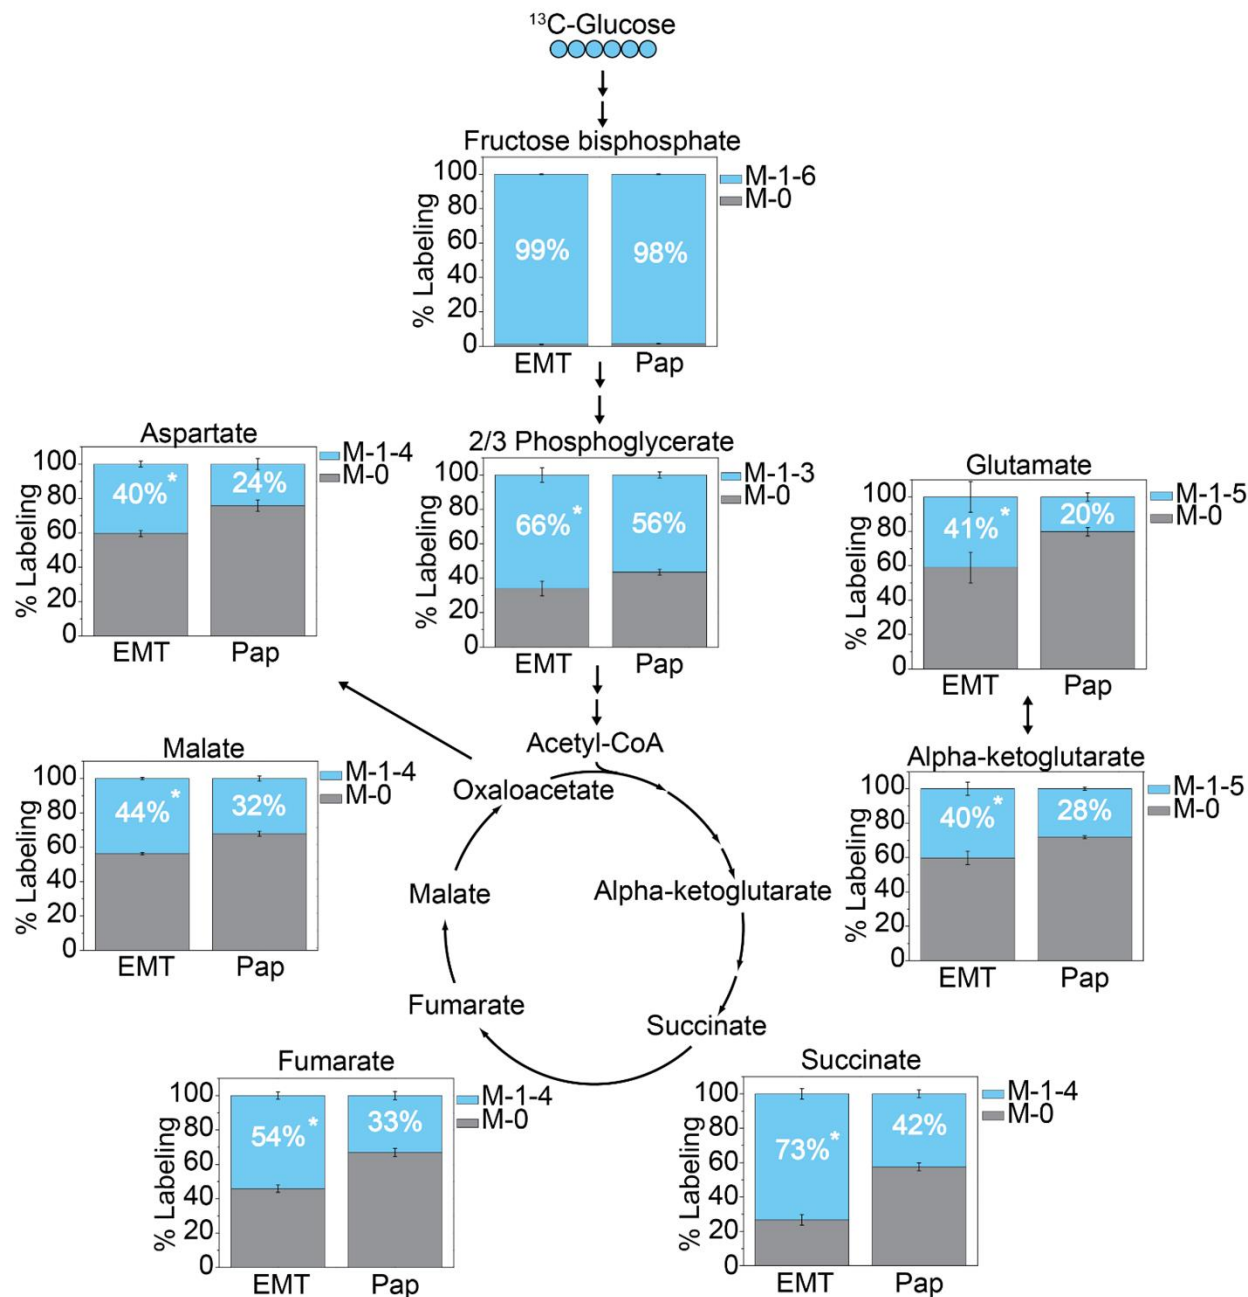 ¹³C-Glucose
Fructose bisphosphate
% Labeling
100
80
60
40
20
0
99%
98%
M-1-6
M-0
EMT Pap
Aspartate
% Labeling
100
80
60
40
20
0
40%*
24%
M-1-4
M-0
EMT Pap
2/3 Phosphoglycerate
% Labeling
100
80
60
40
20
0
66%*
56%
M-1-3
M-0
EMT Pap
Glutamate
% Labeling
100
80
60
40
20
0
41%*
20%
M-1-5
M-0
EMT Pap
Malate
% Labeling
100
80
60
40
20
0
44%*
32%
M-1-4
M-0
EMT Pap
Acetyl-CoA
Oxaloacetate
Malate
Fumarate
Alpha-ketoglutarate
Succinate
Alpha-ketoglutarate
% Labeling
100
80
60
40
20
0
40%*
28%
M-1-5
M-0
EMT Pap
Fumarate
% Labeling
100
80
60
40
20
0
54%*
33%
M-1-4
M-0
EMT Pap
Succinate
% Labeling
100
80
60
40
20
0
73%*
42%
M-1-4
M-0
EMT Pap